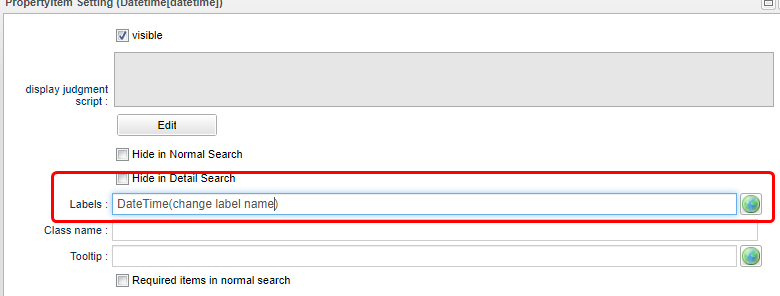 PropertyItem Setting (Datetime[datetime])
visible
display judgment
script :
Edit
Hide in Normal Search
Hide in Detail Search
Labels : DateTime(change label name)
Class name :
Tooltip :
Required items in normal search